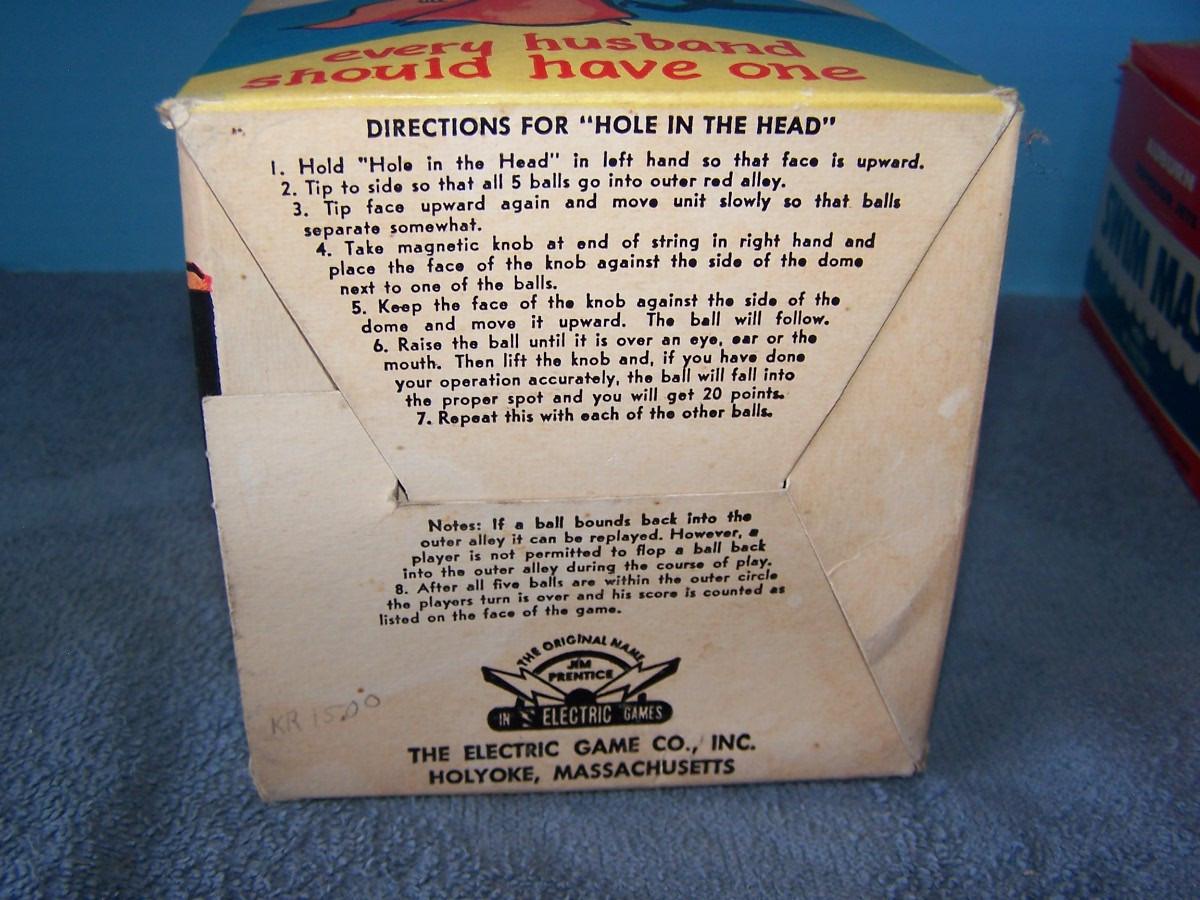 every husband
should have one
DIRECTIONS FOR "HOLE IN THE HEAD"
1. Hold "Hole in the Head" in left hand so that face is upward.
2. Tip to side so that all 5 balls go into outer red alley.
3. Tip face upward again and move unit slowly so that balls
separate somewhat.
4. Take magnetic knob at end of string in right hand and
place the face of the knob against the side of the dome
next to one of the balls.
5. Keep the face of the knob against the side of the
dome and move it upward. The ball will follow.
6. Raise the ball until it is over an eye, ear or the
mouth. Then lift the knob and, if you have done
your operation accurately, the ball will fall into
the proper spot and you will get 20 points.
7. Repeat this with each of the other balls.
Notes: If a ball bounds back into the
outer alley it can be replayed. However, a
player is not permitted to flop a ball back
into the outer alley during the course of play.
8. After all five balls are within the outer circle
the players turn is over and his score is counted as
listed on the face of the game.
THE ORIGINAL NAME
JIM
PRENTICE
IN ELECTRIC GAMES
KR 15.00
THE ELECTRIC GAME CO., INC.
HOLYOKE, MASSACHUSETTS
SWIM